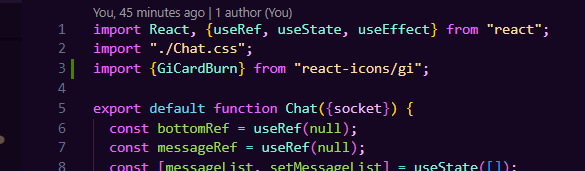 You, 45 minutes ago | 1 author (You)
1 import React, {useRef, useState, useEffect} from "react";
2 import "./Chat.css";
3 import {GiCardBurn} from "react-icons/gi";
4
5 export default function Chat({socket}) {
6 const bottomRef = useRef(null);
7 const messageRef = useRef(null);
8 const [messageList, setMessageList] = useState([]);